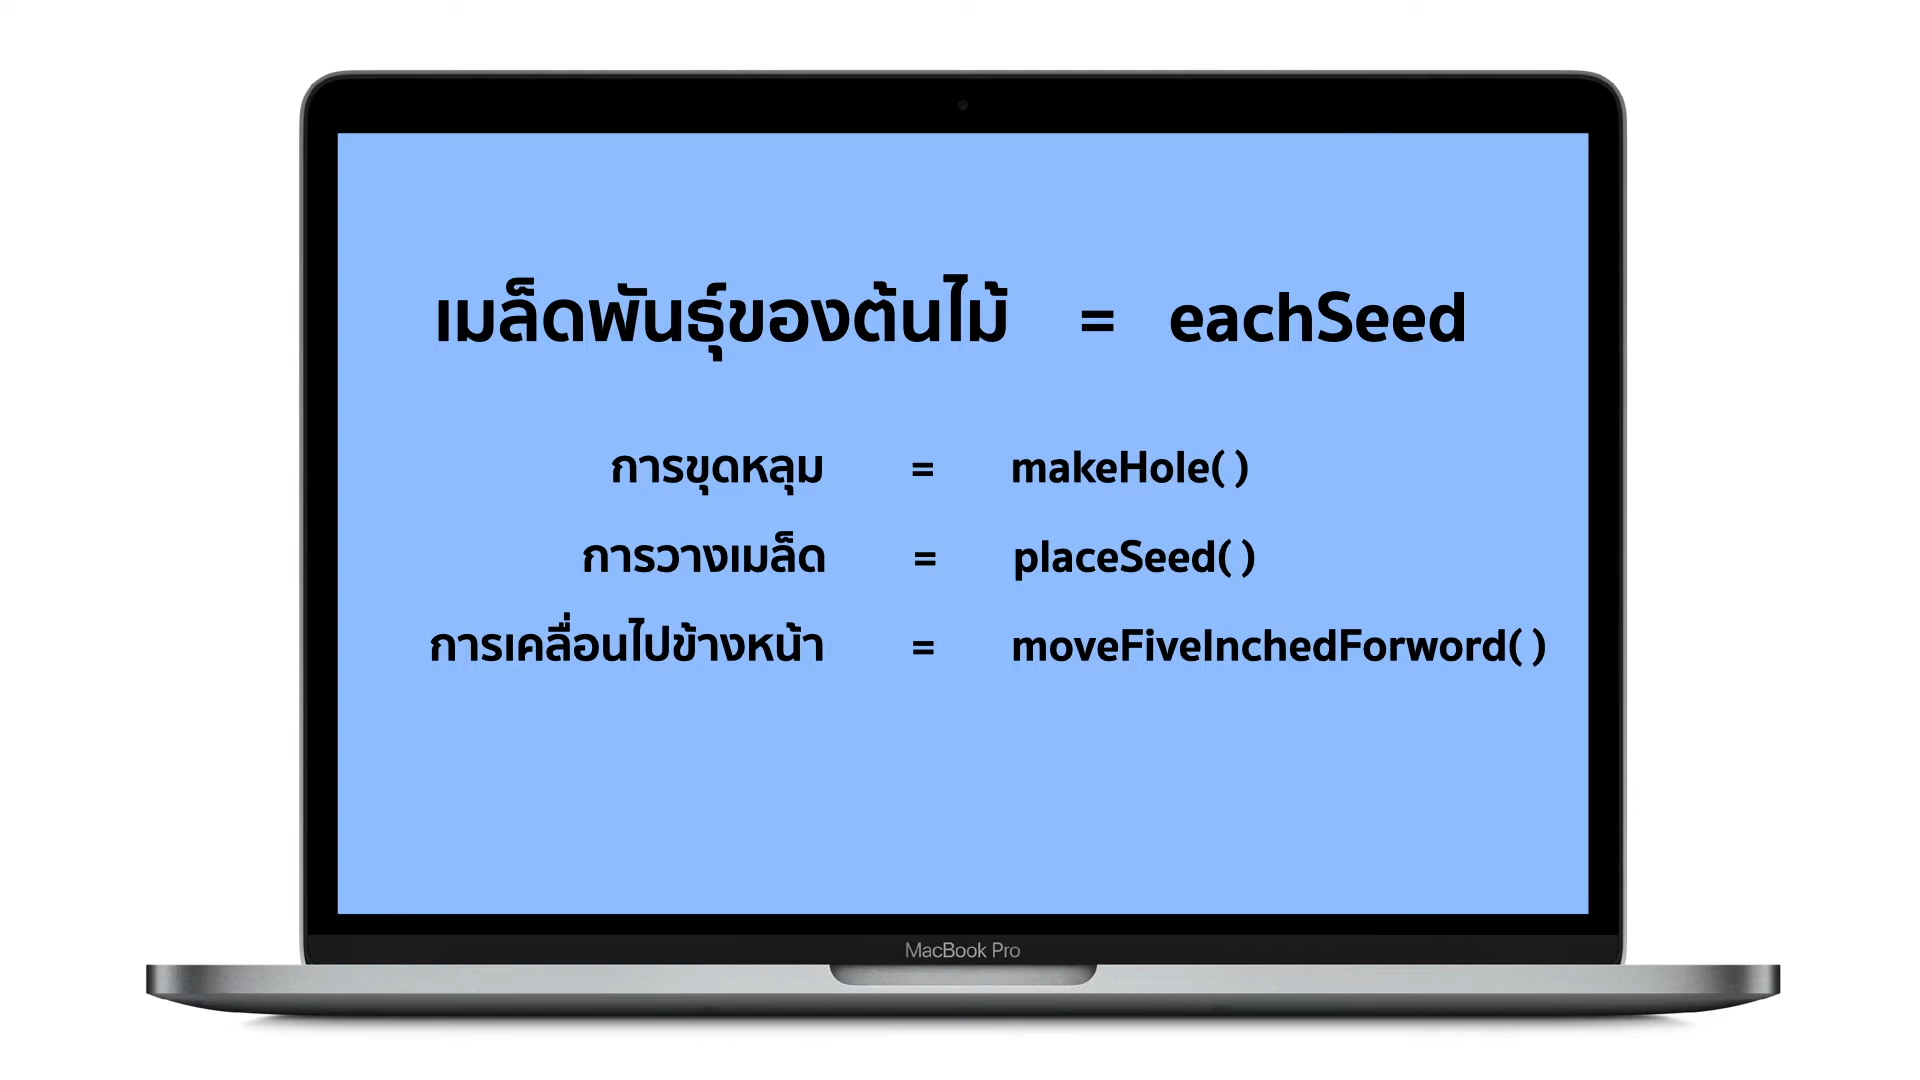 เมล็ดพันธุ์ของต้นไม้ = eachSeed
การขุดหลุม = makeHole( )
การวางเมล็ด = placeSeed( )
การเคลื่อนไปข้างหน้า = moveFiveInchedForword( )
MacBook Pro